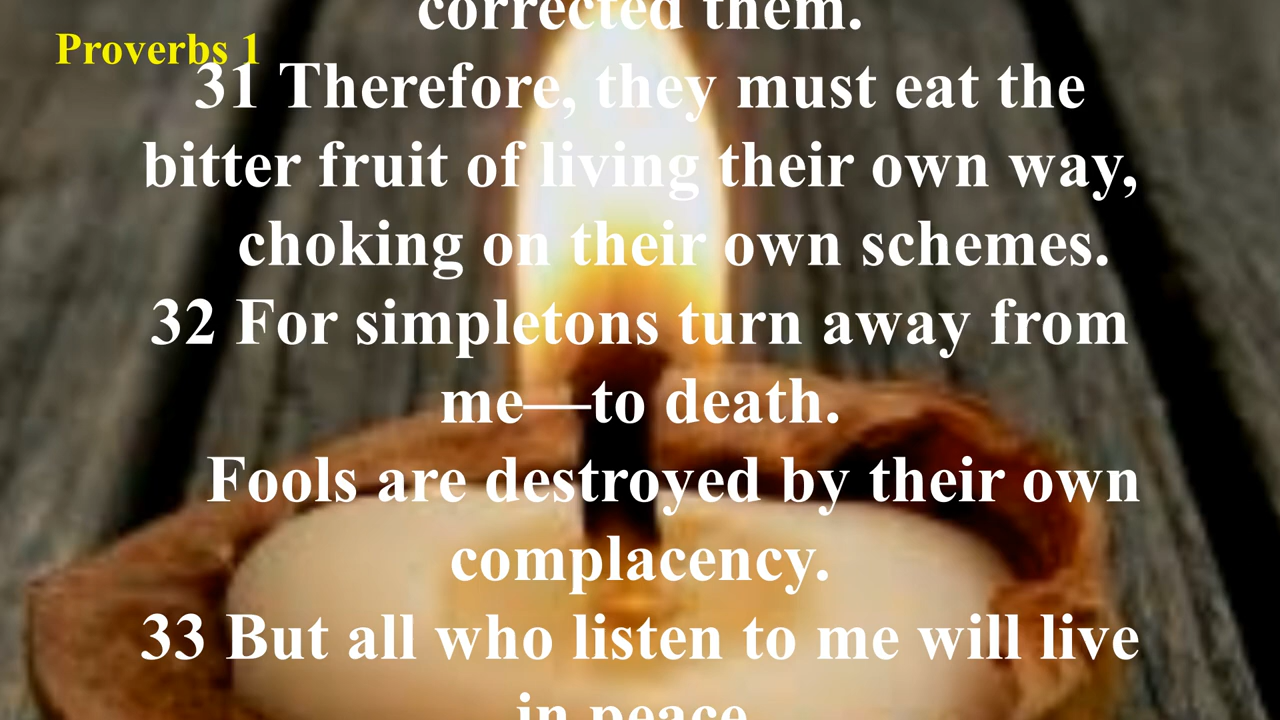 corrected them.
Proverbs 1
31 Therefore, they must eat the
bitter fruit of living their own way,
choking on their own schemes.
32 For simpletons turn away from
me—to death.
Fools are destroyed by their own
complacency.
33 But all who listen to me will live
in peace